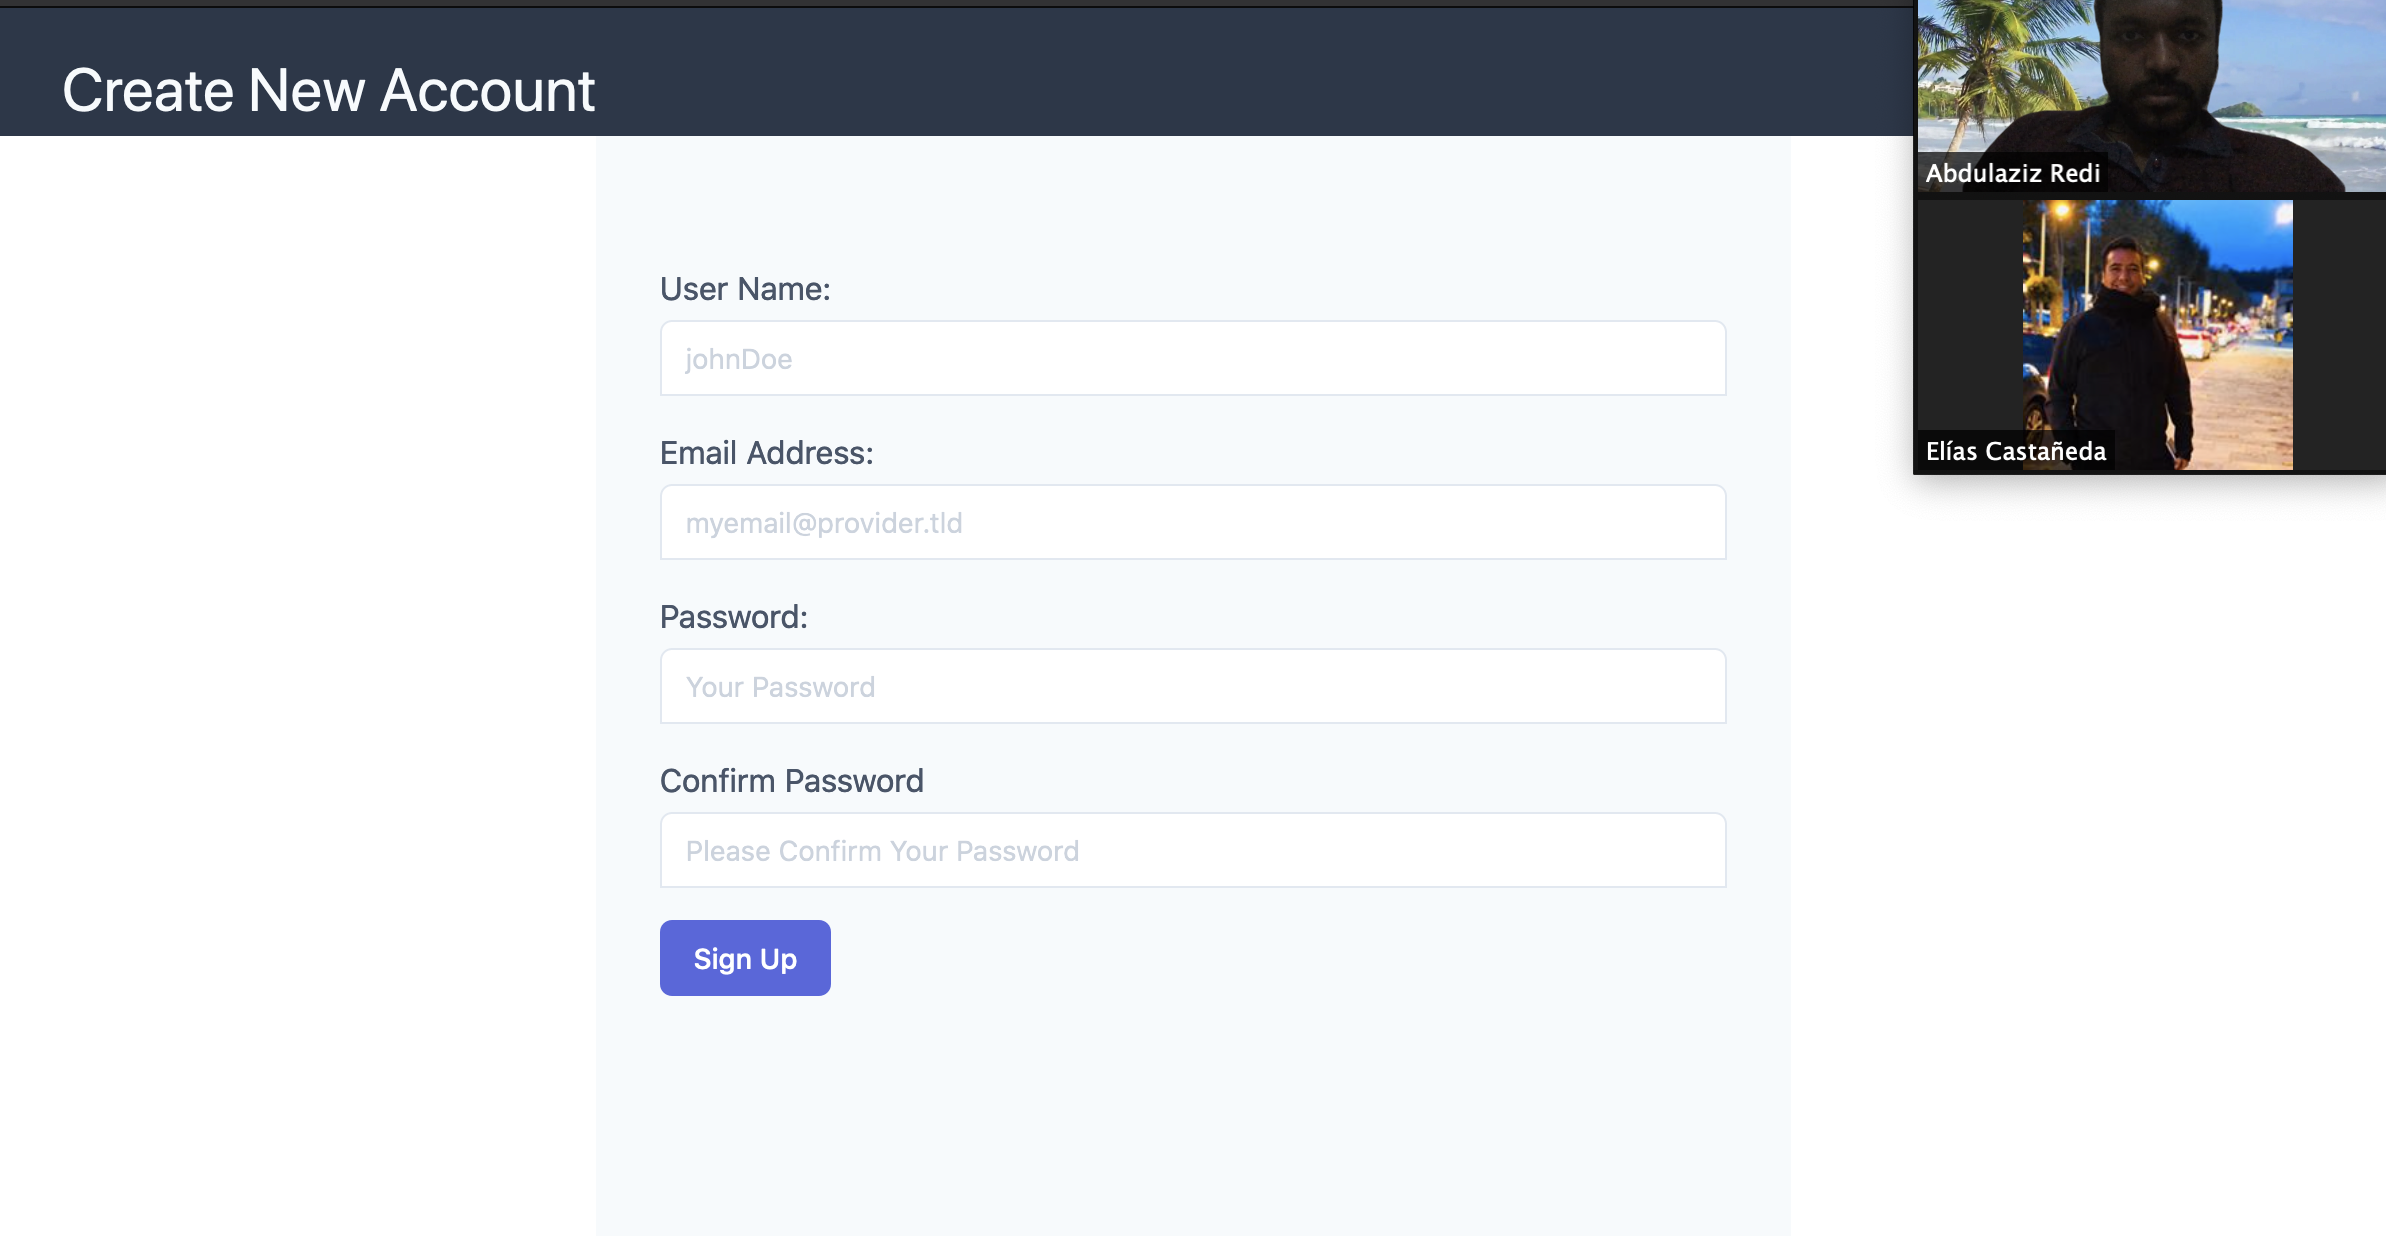 Create New Account
Abdulaziz Redi
Elías Castañeda
User Name:
johnDoe
Email Address:
myemail@provider.tld
Password:
Your Password
Confirm Password
Please Confirm Your Password
Sign Up